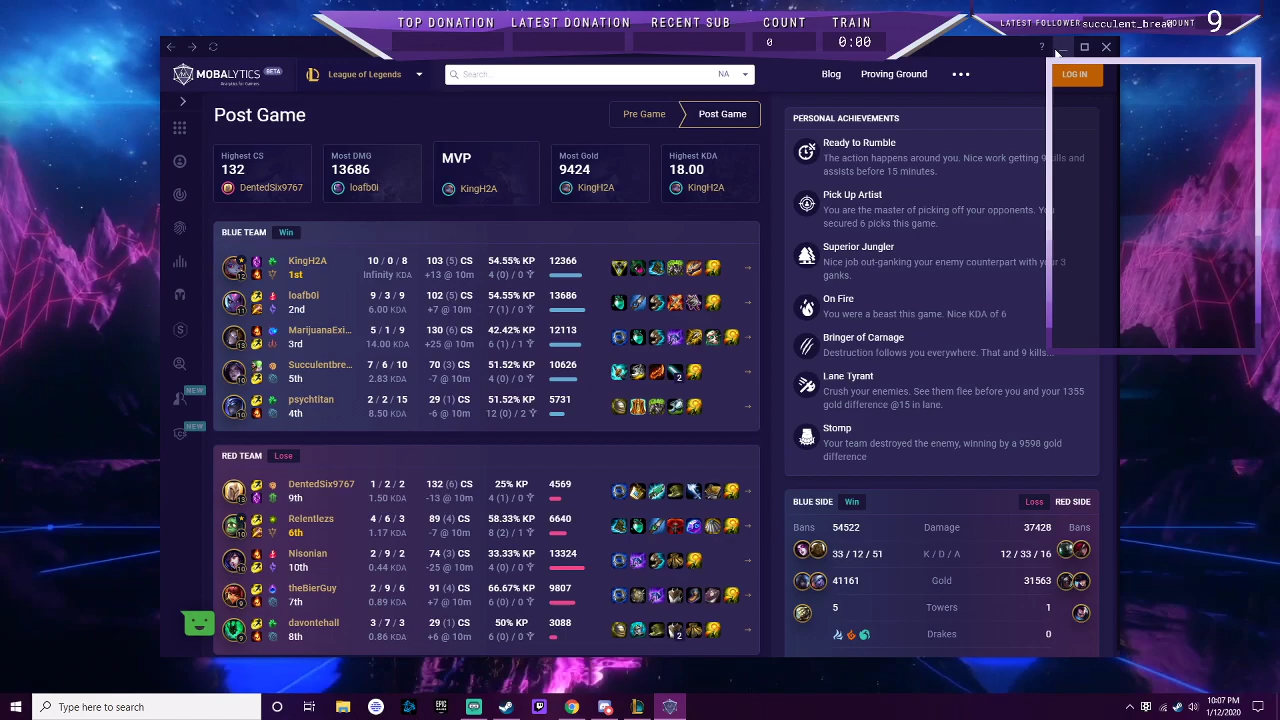 TOP DONATION LATEST DONATION RECENT SUB COUNT TRAIN
0 0:00
LATEST FOLLOWER succulent_bread COUNT 9
MOBALYTICS BETA
Analytics for Gamers
League of Legends
Search...
NA
Blog
Proving Ground
•••
?
LOG IN
Post Game
Pre Game
Post Game
Highest CS
132
DentedSix9767
Most DMG
13686
loafb0i
MVP
KingH2A
Most Gold
9424
KingH2A
Highest KDA
18.00
KingH2A
BLUE TEAM Win
KingH2A 10 / 0 / 8 103 (5) CS 54.55% KP 12366
1st Infinity KDA +13 @ 10m 4 (0) / 0
loafb0i 9 / 3 / 9 102 (5) CS 54.55% KP 13686
2nd 6.00 KDA +7 @ 10m 7 (1) / 0
MarijuanaExi... 5 / 1 / 9 130 (6) CS 42.42% KP 12113
3rd 14.00 KDA +25 @ 10m 6 (1) / 1
Succulentbre... 7 / 6 / 10 70 (3) CS 51.52% KP 10626
5th 2.83 KDA -7 @ 10m 4 (0) / 0 2
psychtitan 2 / 2 / 15 29 (1) CS 51.52% KP 5731
4th 8.50 KDA -6 @ 10m 12 (0) / 2
RED TEAM Lose
DentedSix9767 1 / 2 / 2 132 (6) CS 25% KP 4569
9th 1.50 KDA -13 @ 10m 4 (1) / 0
Relentlezs 4 / 6 / 3 89 (4) CS 58.33% KP 6640
6th 1.17 KDA -7 @ 10m 8 (2) / 1
Nisonian 2 / 9 / 2 74 (3) CS 33.33% KP 13324
10th 0.44 KDA -25 @ 10m 4 (0) / 0
theBierGuy 2 / 9 / 6 91 (4) CS 66.67% KP 9807
7th 0.89 KDA +7 @ 10m 6 (0) / 0
davontehall 3 / 7 / 3 29 (1) CS 50% KP 3088
8th 0.86 KDA +6 @ 10m 6 (0) / 0 2
PERSONAL ACHIEVEMENTS
Ready to Rumble
The action happens around you. Nice work getting 9 kills and
assists before 15 minutes.
Pick Up Artist
You are the master of picking off your opponents. You
secured 6 picks this game.
Superior Jungler
Nice job out-ganking your enemy counterpart with your 3
ganks.
On Fire
You were a beast this game. Nice KDA of 6
Bringer of Carnage
Destruction follows you everywhere. That and 9 kills...
Lane Tyrant
Crush your enemies. See them flee before you and your 1355
gold difference @15 in lane.
Stomp
Your team destroyed the enemy, winning by a 9598 gold
difference
BLUE SIDE Win Loss RED SIDE
Bans 54522 Damage 37428 Bans
33 / 12 / 51 K / D / A 12 / 33 / 16
41161 Gold 31563
5 Towers 1
Drakes 0
NEW
NEW
Type here to search
EPIC
GAMES
10:07 PM
1/12/2020